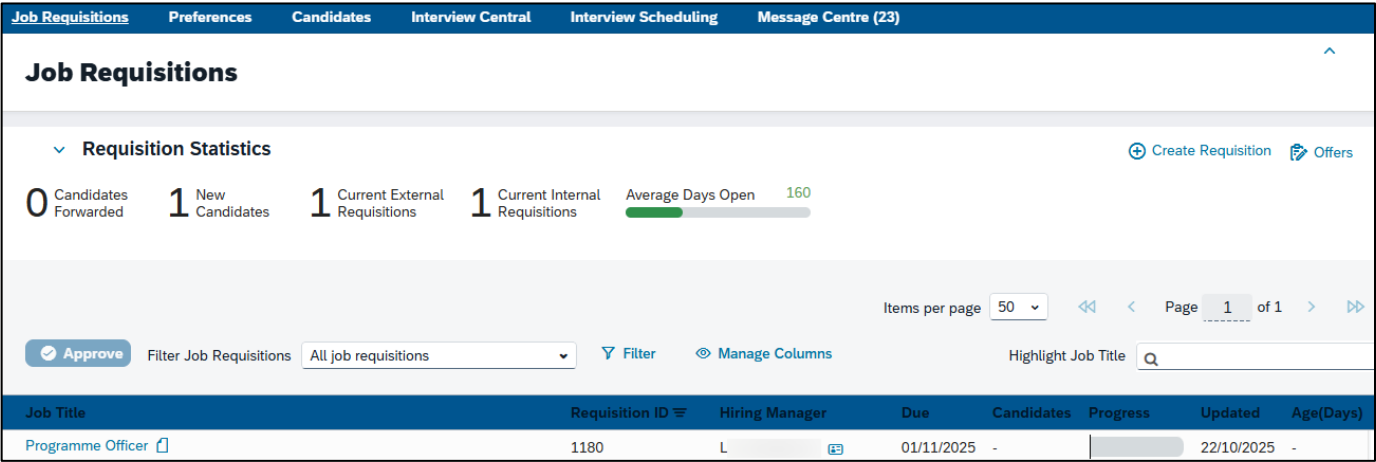 Job Requisitions Preferences Candidates Interview Central Interview Scheduling Message Centre (23)
Job Requisitions
Requisition Statistics
Create Requisition Offers
0 Candidates Forwarded
1 New Candidates
1 Current External Requisitions
1 Current Internal Requisitions
Average Days Open 160
Items per page 50 Page 1 of 1
Approve Filter Job Requisitions All job requisitions Filter Manage Columns Highlight Job Title
Job Title Requisition ID Hiring Manager Due Candidates Progress Updated Age(Days)
Programme Officer 1180 L 01/11/2025 - 22/10/2025 -